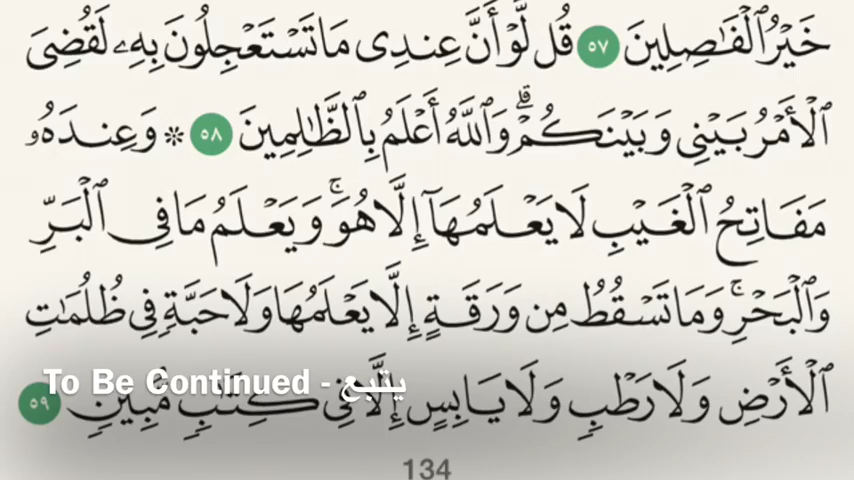 خَيْرُ ٱلْفَـٰصِلِينَ ٥٧ قُل لَّوْ أَنَّ عِندِى مَا تَسْتَعْجِلُونَ بِهِۦ لَقُضِىَ
ٱلْأَمْرُ بَيْنِى وَبَيْنَكُمْ ۗ وَٱللَّهُ أَعْلَمُ بِٱلظَّـٰلِمِينَ ٥٨ * وَعِندَهُۥ
مَفَاتِحُ ٱلْغَيْبِ لَا يَعْلَمُهَآ إِلَّا هُوَ ۚ وَيَعْلَمُ مَا فِى ٱلْبَرِّ
وَٱلْبَحْرِ ۚ وَمَا تَسْقُطُ مِن وَرَقَةٍ إِلَّا يَعْلَمُهَا وَلَا حَبَّةٍ فِى ظُلُمَـٰتِ
ٱلْأَرْضِ وَلَا رَطْبٍ وَلَا يَابِسٍ إِلَّا فِى كِتَـٰبٍ مُّبِينٍ ٥٩
To Be Continued - يتبع
134